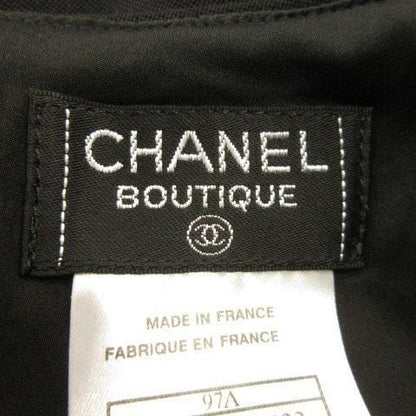 CHANEL
BOUTIQUE
MADE IN FRANCE
FABRIQUE EN FRANCE
97A